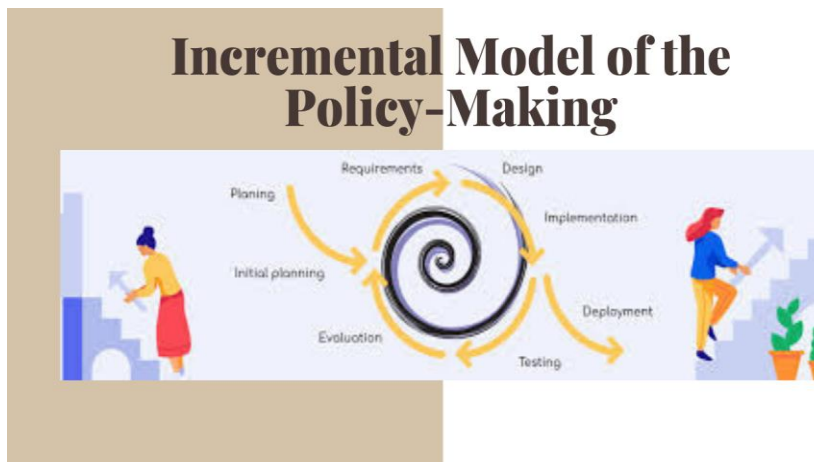 Incremental Model of the
Policy-Making
Requirements
Design
Planing
Implementation
Initial planning
Deployment
Evaluation
Testing